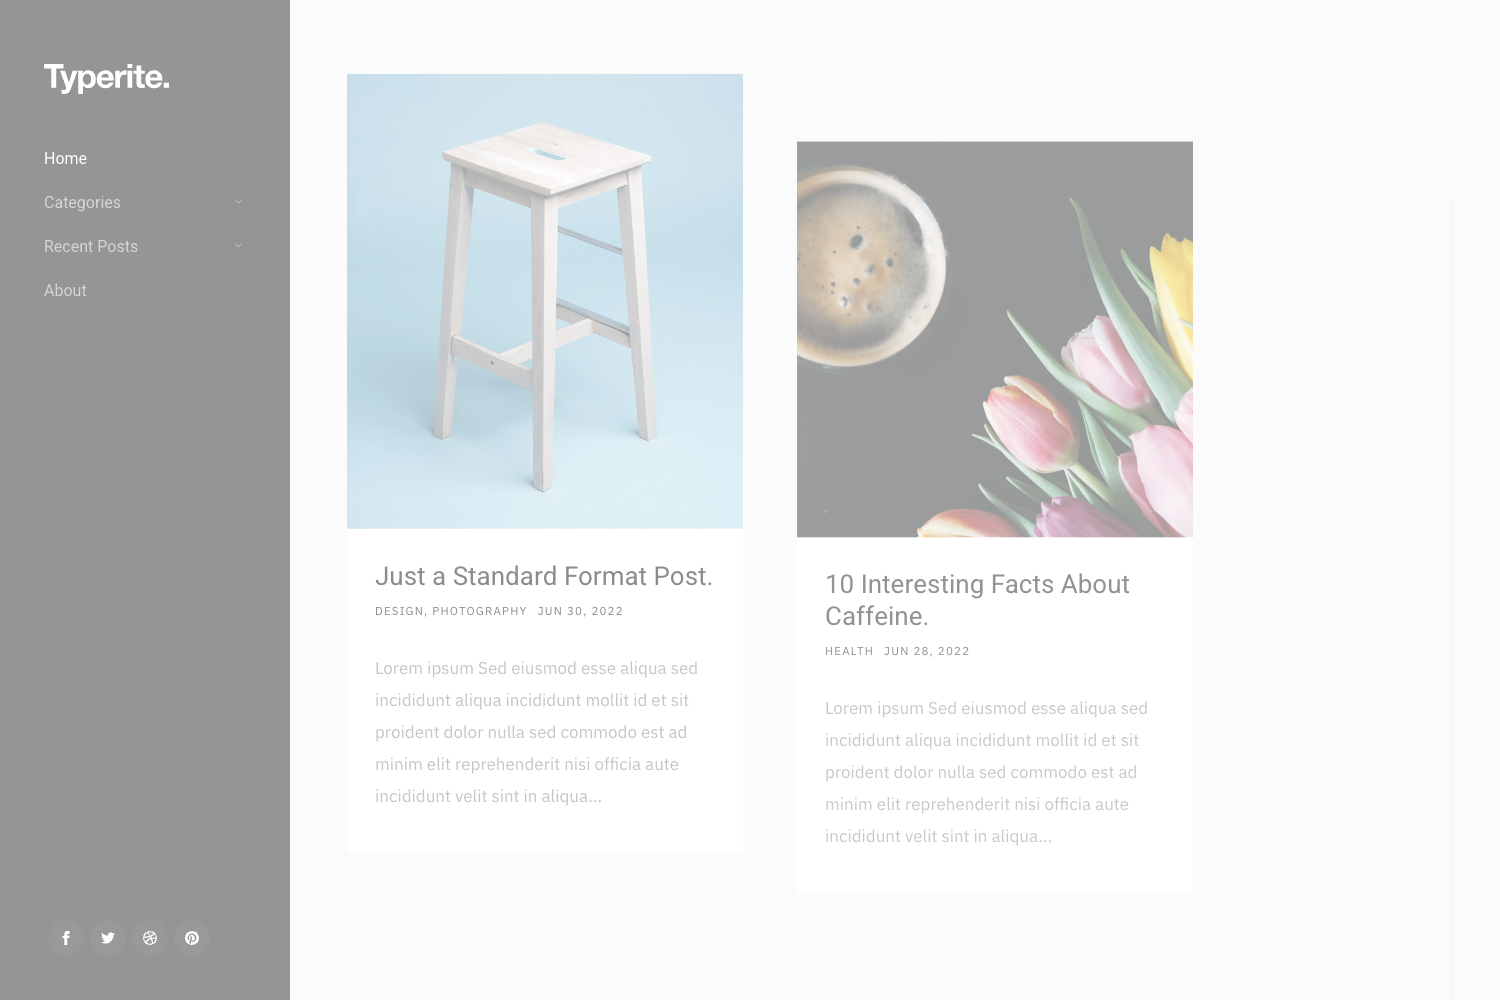 Typerite.
Home
Categories
Recent Posts
About
Just a Standard Format Post.
DESIGN, PHOTOGRAPHY JUN 30, 2022
Lorem ipsum Sed eiusmod esse aliqua sed
incididunt aliqua incididunt mollit id et sit
proident dolor nulla sed commodo est ad
minim elit reprehenderit nisi officia aute
incididunt velit sint in aliqua...
10 Interesting Facts About
Caffeine.
HEALTH JUN 28, 2022
Lorem ipsum Sed eiusmod esse aliqua sed
incididunt aliqua incididunt mollit id et sit
proident dolor nulla sed commodo est ad
minim elit reprehenderit nisi officia aute
incididunt velit sint in aliqua...